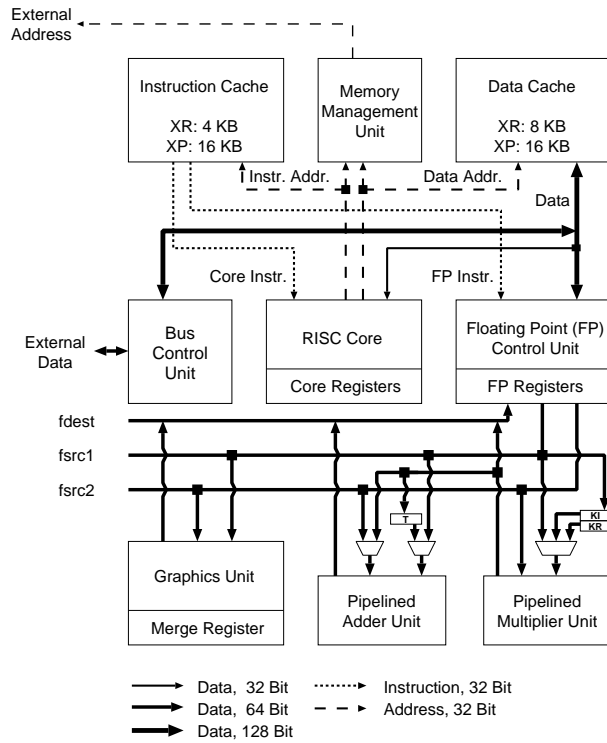 External
Address
Instruction Cache
XR: 4 KB
XP: 16 KB
Memory
Management
Unit
Data Cache
XR: 8 KB
XP: 16 KB
Instr. Addr.
Data Addr.
Data
Core Instr.
FP Instr.
External
Data
Bus
Control
Unit
RISC Core
Core Registers
Floating Point (FP)
Control Unit
FP Registers
fdest
fsrc1
fsrc2
T
KI
KR
Graphics Unit
Merge Register
Pipelined
Adder Unit
Pipelined
Multiplier Unit
Data, 32 Bit
Data, 64 Bit
Data, 128 Bit
Instruction, 32 Bit
Address, 32 Bit